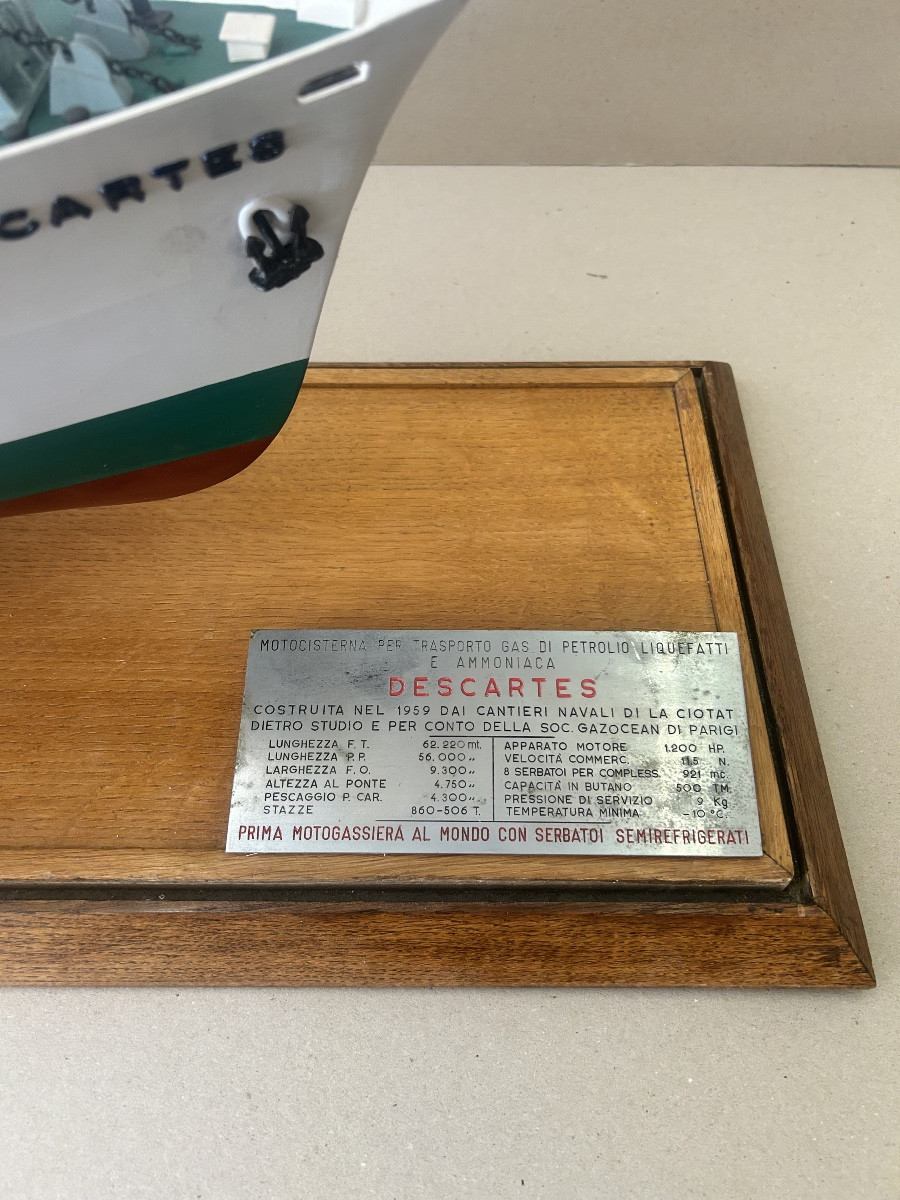 CARTES
MOTOCISTERNA PER TRASPORTO GAS DI PETROLIO LIQUEFATTI
E AMMONIACA
DESCARTES
COSTRUITA NEL 1959 DAI CANTIERI NAVALI DI LA CIOTAT
DIETRO STUDIO E PER CONTO DELLA SOC. GAZOCEAN DI PARIGI
LUNGHEZZA F. T. 62.220 mt.
LUNGHEZZA P.P. 56.000 „
LARGHEZZA F. O. 9.300 „
ALTEZZA AL PONTE 4.750 „
PESCAGGIO P. CAR. 4.300 „
STAZZE 860-506 T.
APPARATO MOTORE 1.200 HP.
VELOCITÀ COMMERC. 11.5 N.
8 SERBATOI PER COMPLESS. 921 mc.
CAPACITÀ IN BUTANO 500 TM.
PRESSIONE DI SERVIZIO 9 Kg
TEMPERATURA MINIMA -10 °C.
PRIMA MOTOGASSIERÀ AL MONDO CON SERBATOI SEMIREFRIGERATI